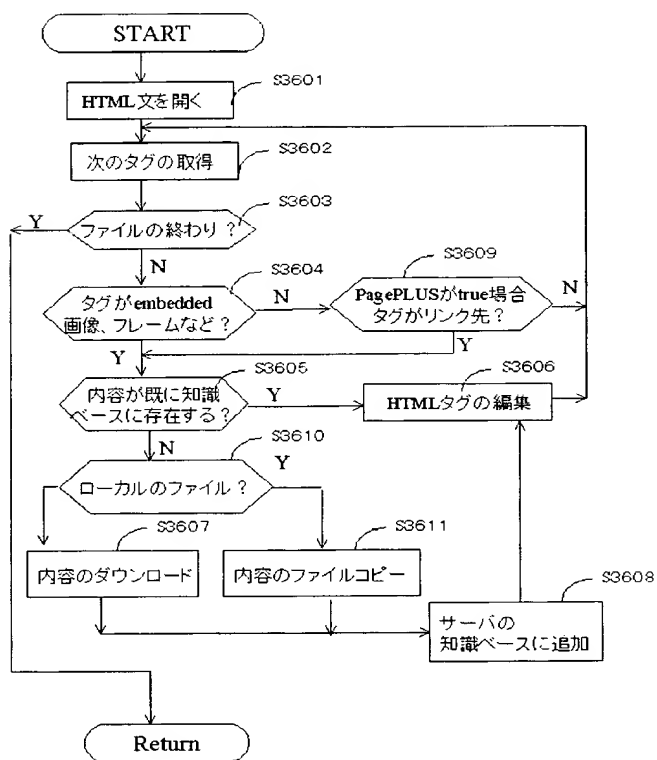 START
S3601
HTML文を開く
S3602
次のタグの取得
S3603
Y
ファイルの終わり？
N
S3604
S3609
タグがembedded
画像、フレームなど？
N
PagePLUSがtrue場合
タグがリンク先？
N
Y
Y
S3605
S3606
内容が既に知識
ベースに存在する？
Y
HTMLタグの編集
N
S3610
Y
ローカルのファイル？
S3607
S3611
内容のダウンロード
内容のファイルコピー
S3608
サーバの
知識ベースに追加
Return